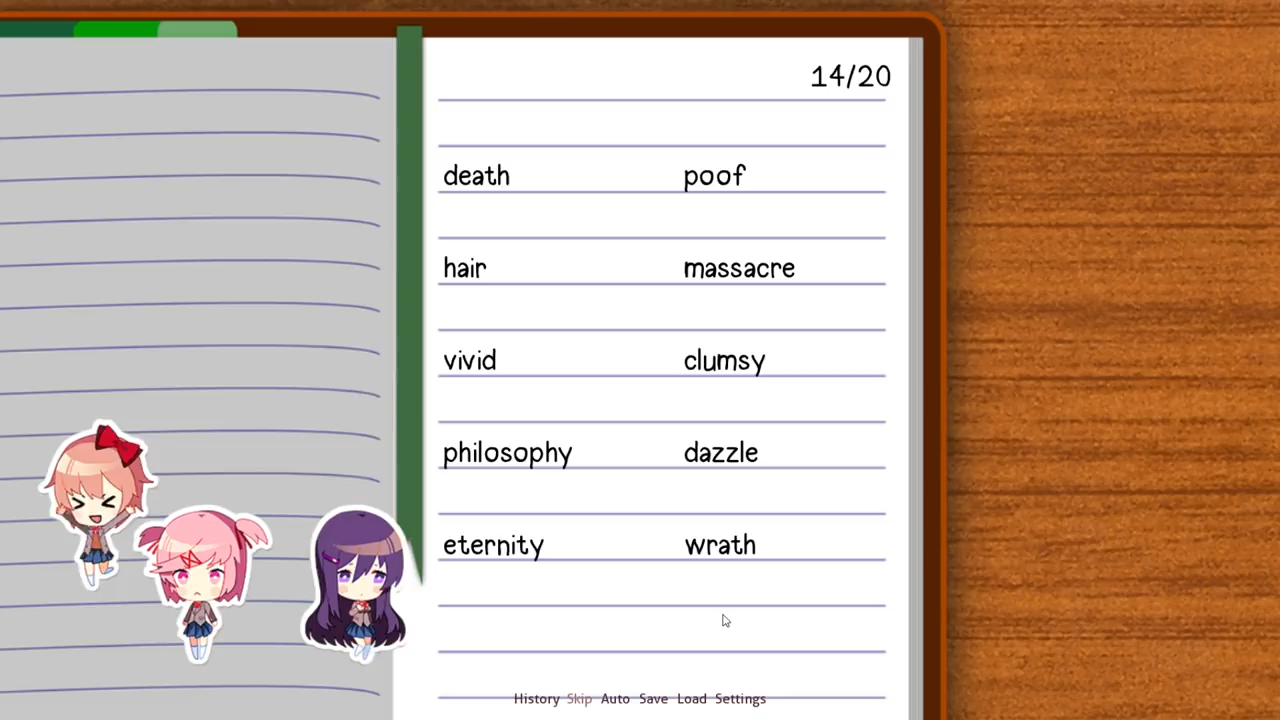 14/20
death poof
hair massacre
vivid clumsy
philosophy dazzle
eternity wrath
History Skip Auto Save Load Settings